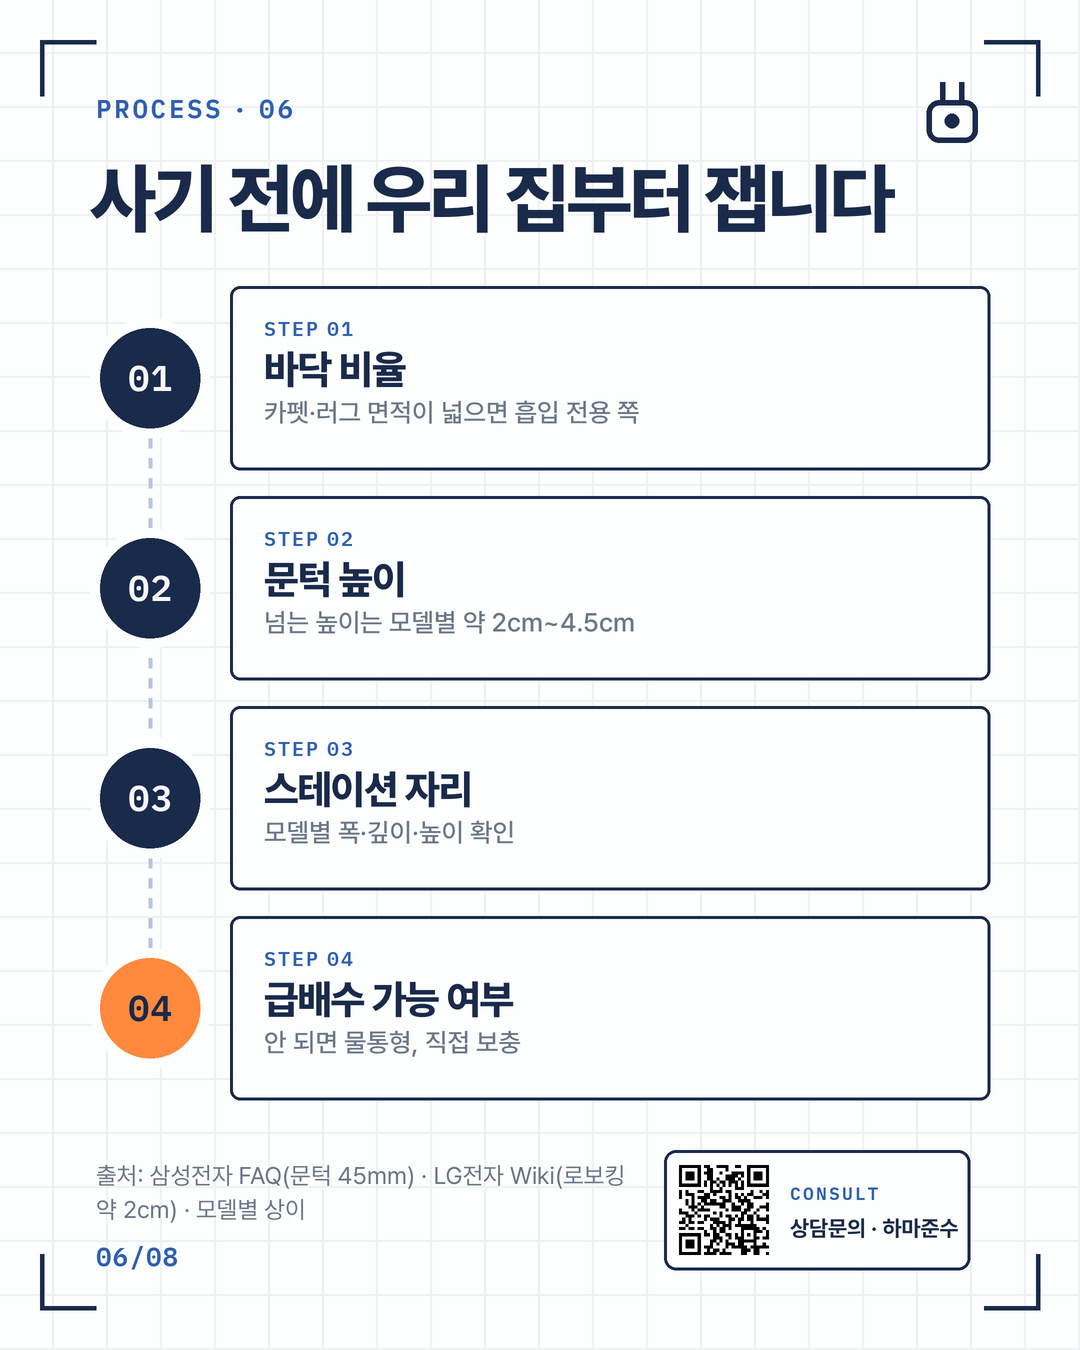 PROCESS · 06
사기 전에 우리 집부터 잽니다
01
STEP 01
바닥 비율
카펫·러그 면적이 넓으면 흡입 전용 쪽
02
STEP 02
문턱 높이
넘는 높이는 모델별 약 2cm~4.5cm
03
STEP 03
스테이션 자리
모델별 폭·깊이·높이 확인
04
STEP 04
급배수 가능 여부
안 되면 물통형, 직접 보충
출처: 삼성전자 FAQ(문턱 45mm) · LG전자 Wiki(로보킹
약 2cm) · 모델별 상이
06/08
CONSULT
상담문의 · 하마준수